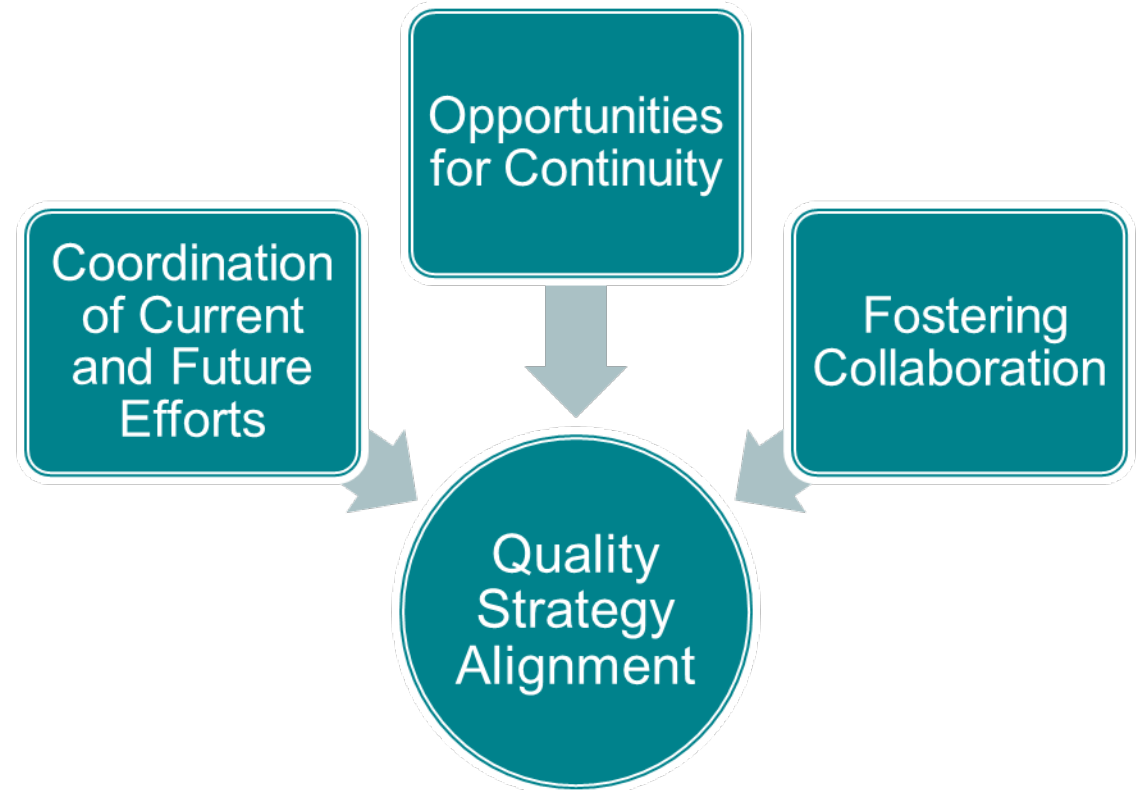 Opportunities
for Continuity
Coordination
of Current
and Future
Efforts
Fostering
Collaboration
Quality
Strategy
Alignment